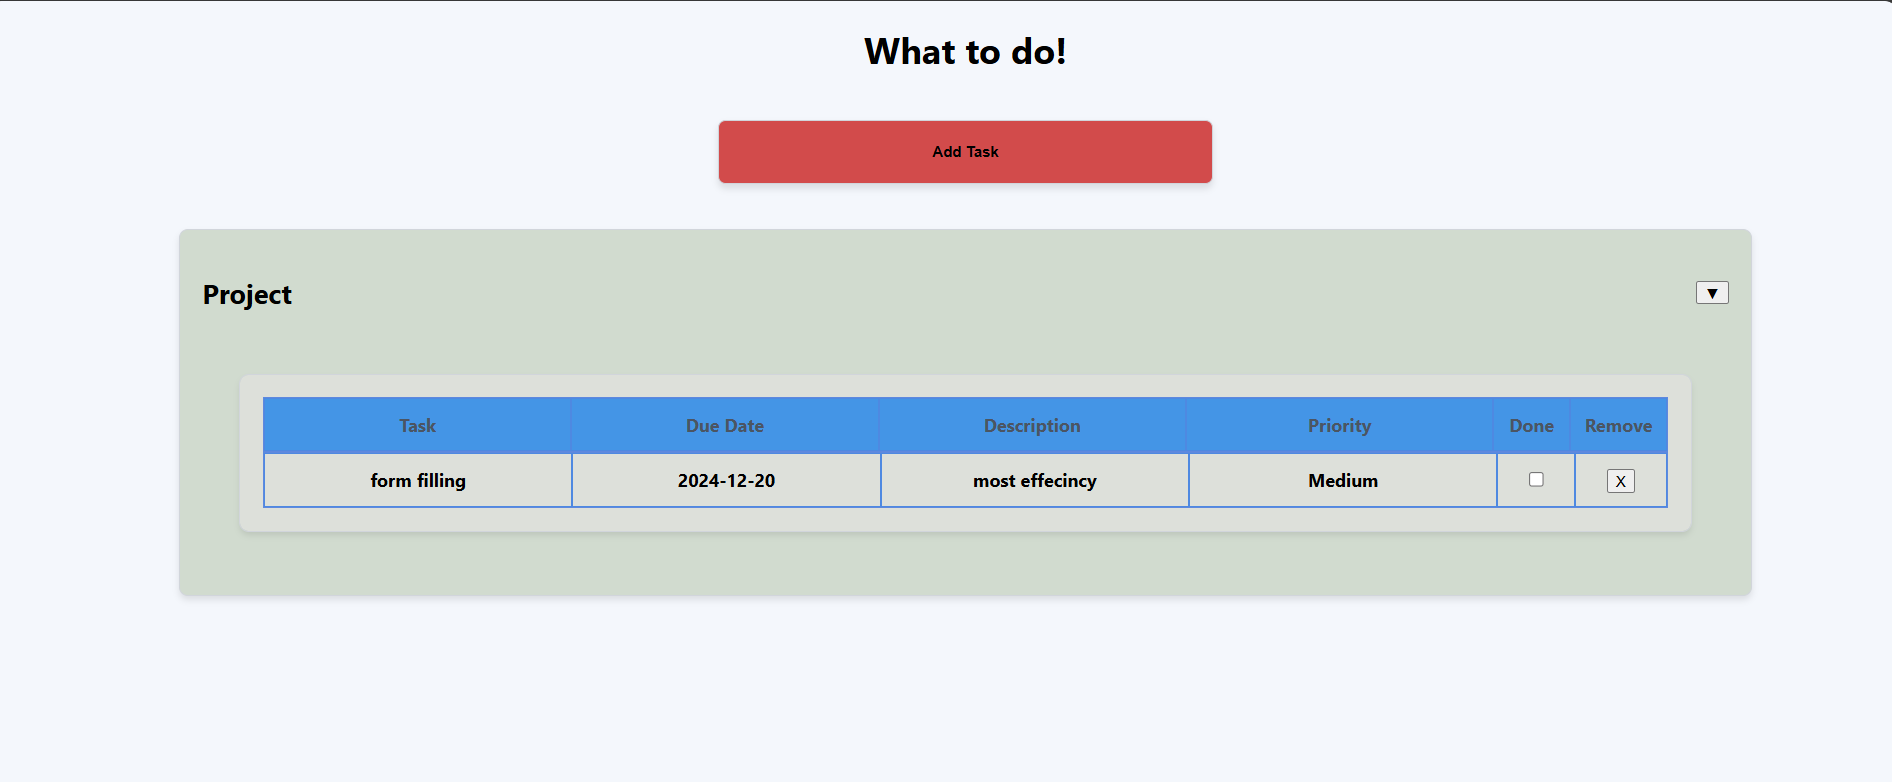 What to do!
Add Task
Project
▼
Task Due Date Description Priority Done Remove
form filling 2024-12-20 most effecincy Medium X